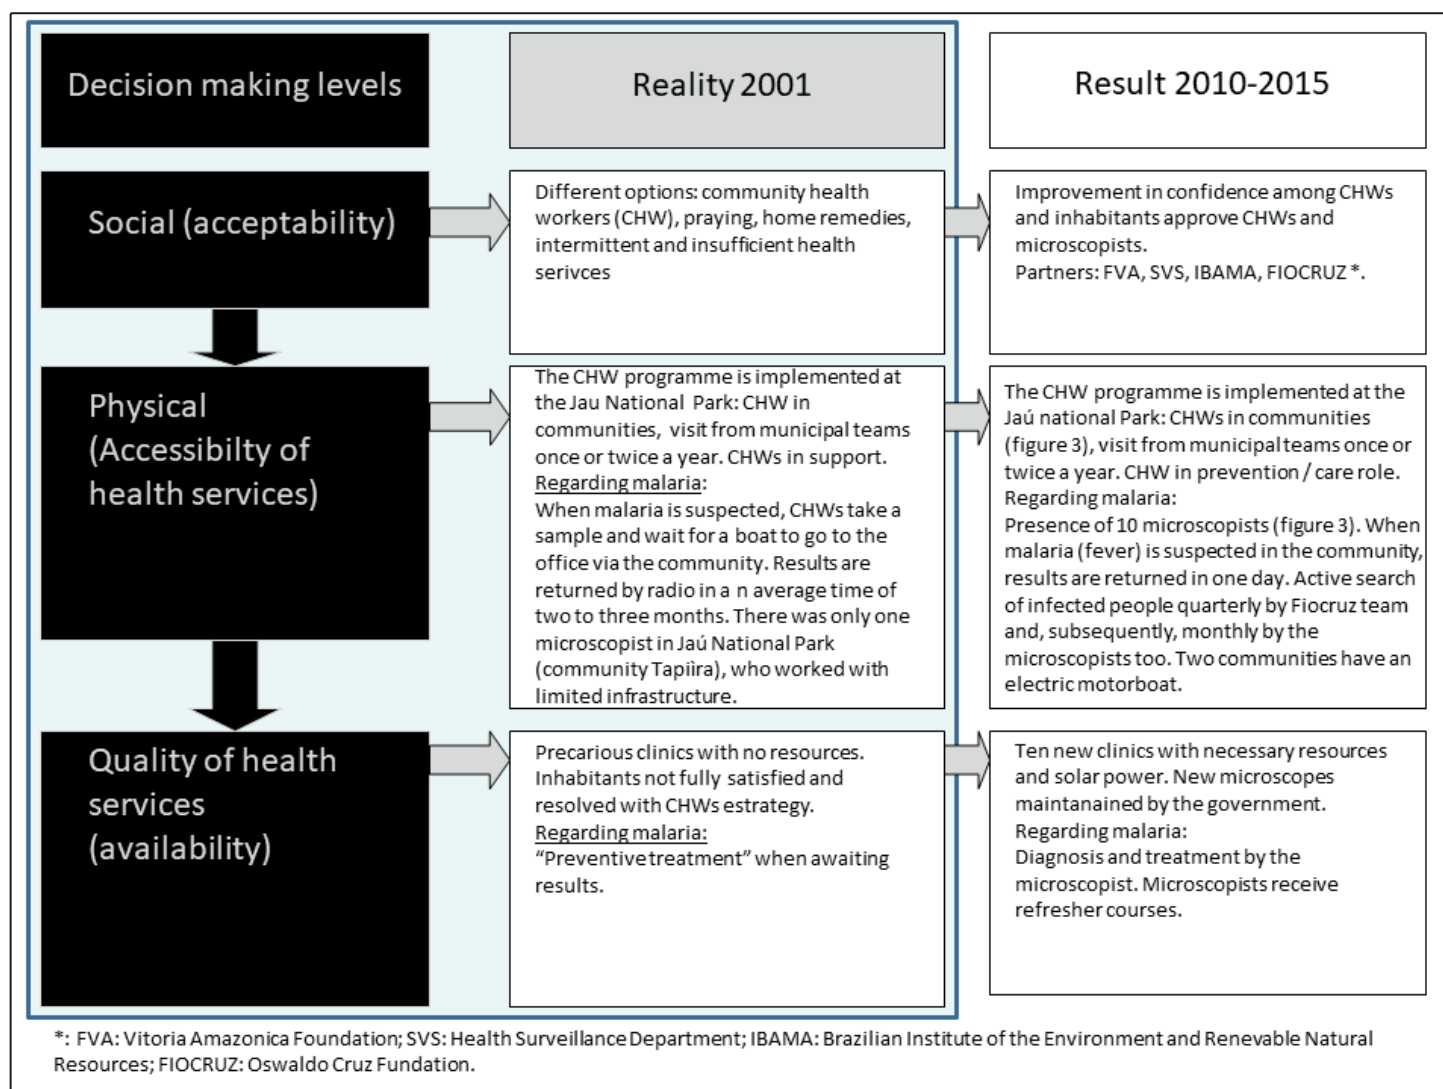 Decision making levels
Reality 2001
Result 2010-2015
Social (acceptability)
Different options: community health
workers (CHW), praying, home remedies,
intermittent and insufficient health
serivces
Improvement in confidence among CHWs
and inhabitants approve CHWs and
microscopists.
Partners: FVA, SVS, IBAMA, FIOCRUZ *.
Physical
(Accessibilty of
health services)
The CHW programme is implemented at
the Jau National Park: CHW in
communities, visit from municipal teams
once or twice a year. CHWs in support.
Regarding malaria:
When malaria is suspected, CHWs take a
sample and wait for a boat to go to the
office via the community. Results are
returned by radio in a n average time of
two to three months. There was only one
microscopist in Jaú National Park
(community Tapiìra), who worked with
limited infrastructure.
The CHW programme is implemented at the
Jaú national Park: CHWs in communities
(figure 3), visit from municipal teams once or
twice a year. CHW in prevention / care role.
Regarding malaria:
Presence of 10 microscopists (figure 3). When
malaria (fever) is suspected in the community,
results are returned in one day. Active search
of infected people quarterly by Fiocruz team
and, subsequently, monthly by the
microscopists too. Two communities have an
electric motorboat.
Quality of health
services
(availability)
Precarious clinics with no resources.
Inhabitants not fully satisfied and
resolved with CHWs estrategy.
Regarding malaria:
“Preventive treatment” when awaiting
results.
Ten new clinics with necessary resources
and solar power. New microscopes
maintanained by the government.
Regarding malaria:
Diagnosis and treatment by the
microscopist. Microscopists receive
refresher courses.
*: FVA: Vitoria Amazonica Foundation; SVS: Health Surveillance Department; IBAMA: Brazilian Institute of the Environment and Renevable Natural
Resources; FIOCRUZ: Oswaldo Cruz Fundation.